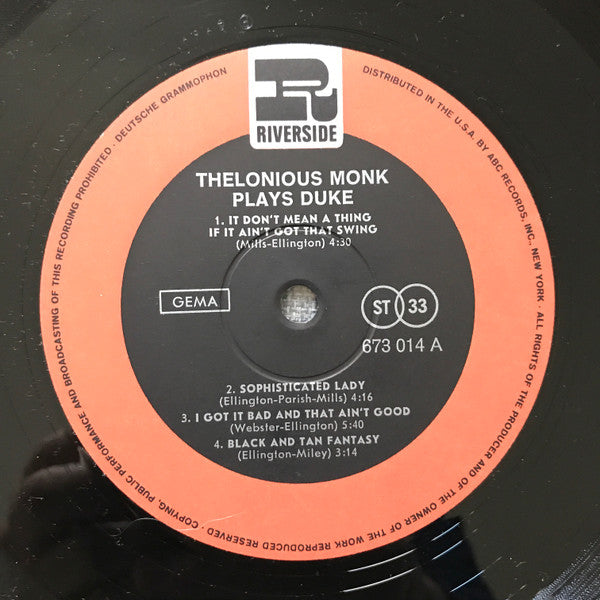 R
RIVERSIDE
THELONIOUS MONK
PLAYS DUKE
1. IT DON'T MEAN A THING
IF IT AIN'T GOT THAT SWING
(Mills-Ellington) 4:30
GEMA
ST 33
673 014 A
2. SOPHISTICATED LADY
(Ellington-Parish-Mills) 4:16
3. I GOT IT BAD AND THAT AIN'T GOOD
(Webster-Ellington) 5:40
4. BLACK AND TAN FANTASY
(Ellington-Miley) 3:14
DISTRIBUTED IN THE U.S.A. BY ABC RECORDS, INC., NEW YORK · ALL RIGHTS OF THE PRODUCER AND OF THE OWNER OF THE WORK REPRODUCED RESERVED · COPYING, PUBLIC PERFORMANCE AND BROADCASTING OF THIS RECORDING PROHIBITED · DEUTSCHE GRAMMOPHON